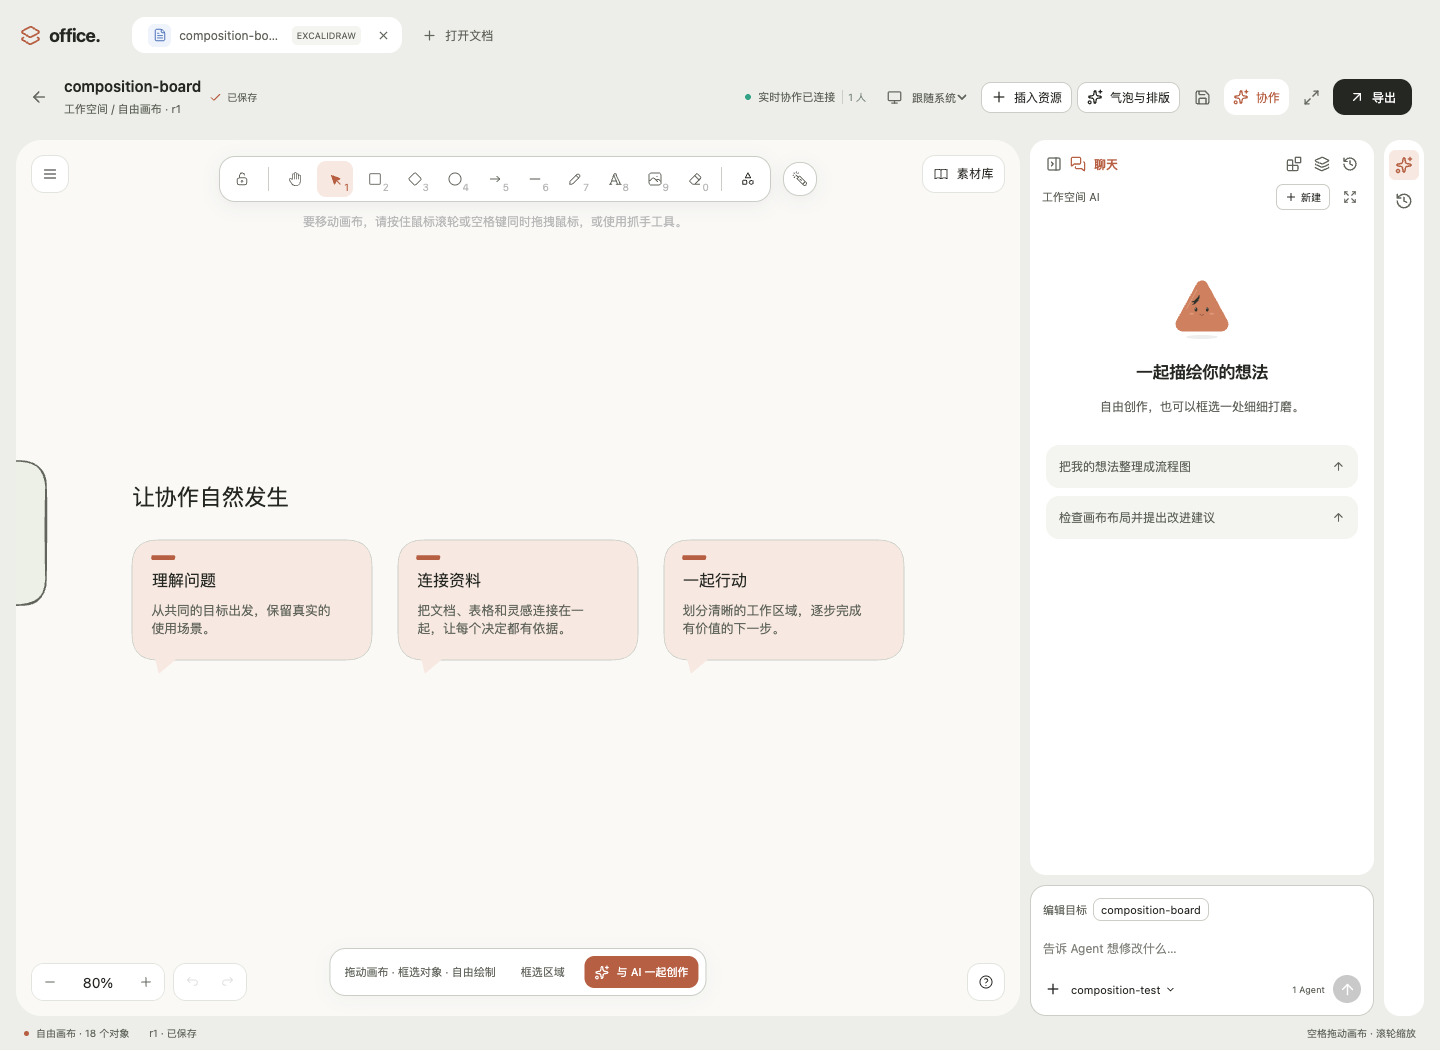 office.
composition-bo...
EXCALIDRAW
打开文档
composition-board
工作空间 / 自由画布 · r1
已保存
实时协作已连接
1 人
跟随系统
插入资源
气泡与排版
协作
导出
1
2
3
4
5
6
7
8
9
0
素材库
要移动画布，请按住鼠标滚轮或空格键同时拖拽鼠标，或使用抓手工具。
让协作自然发生
理解问题
从共同的目标出发，保留真实的
使用场景。
连接资料
把文档、表格和灵感连接在一
起，让每个决定都有依据。
一起行动
划分清晰的工作区域，逐步完成
有价值的下一步。
80%
拖动画布 · 框选对象 · 自由绘制
框选区域
与 AI 一起创作
聊天
工作空间 AI
新建
一起描绘你的想法
自由创作，也可以框选一处细细打磨。
把我的想法整理成流程图
检查画布布局并提出改进建议
编辑目标
composition-board
告诉 Agent 想修改什么...
composition-test
1 Agent
自由画布 · 18 个对象
r1 · 已保存
空格拖动画布 · 滚轮缩放